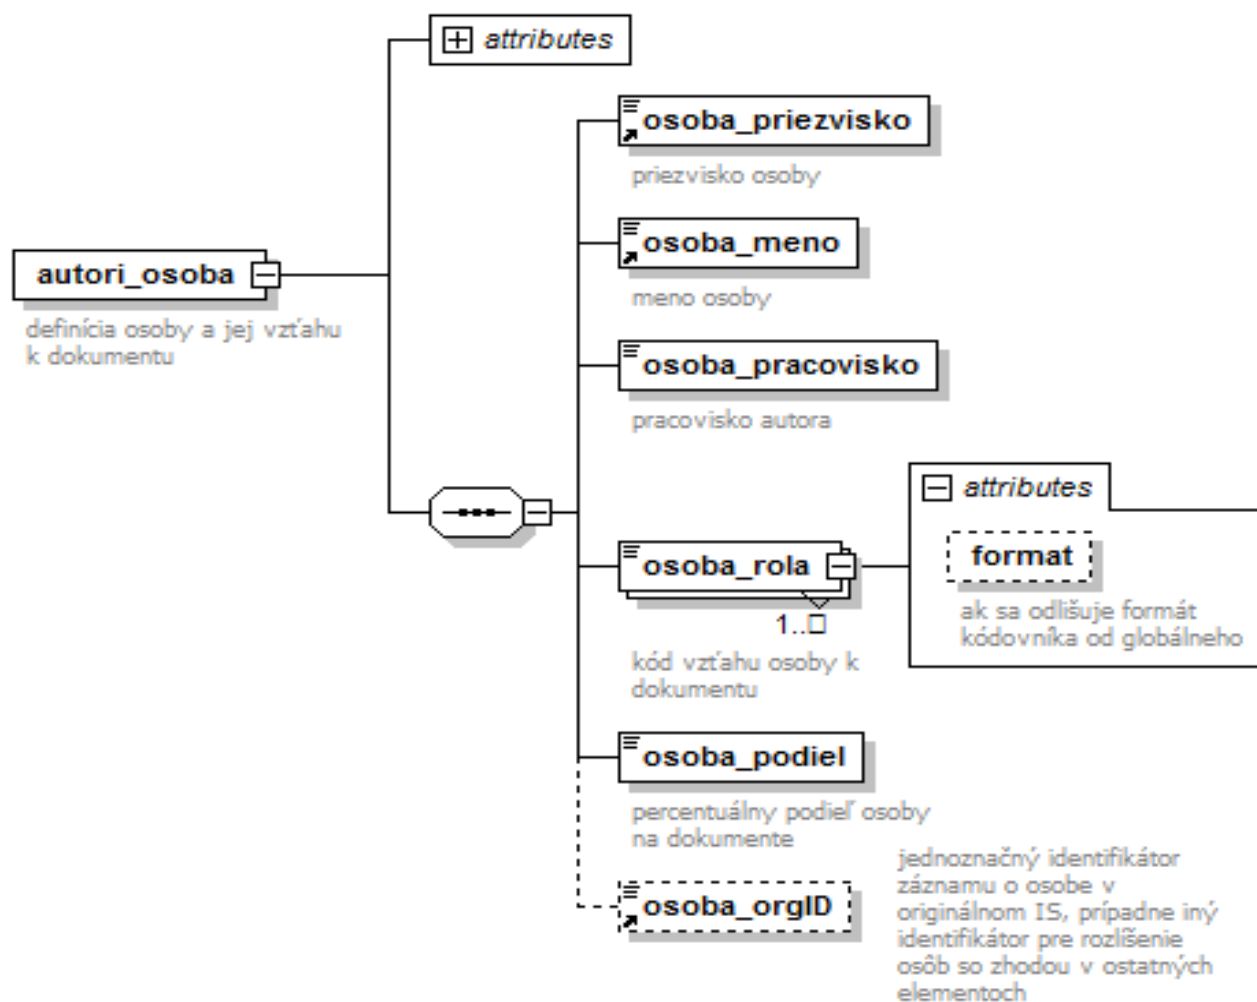 attributes
osoba_priezvisko
priezvisko osoby
osoba_meno
meno osoby
autori_osoba
definícia osoby a jej vzťahu
k dokumentu
osoba_pracovisko
pracovisko autora
attributes
format
ak sa odlišuje formát
kódovníka od globálneho
osoba_rola
1..□
kód vzťahu osoby k
dokumentu
osoba_podiel
percentuálny podieľ osoby
na dokumente
osoba_orgID
jednoznačný identifikátor
záznamu o osobe v
originálnom IS, prípadne iný
identifikátor pre rozlíšenie
osôb so zhodou v ostatných
elementoch